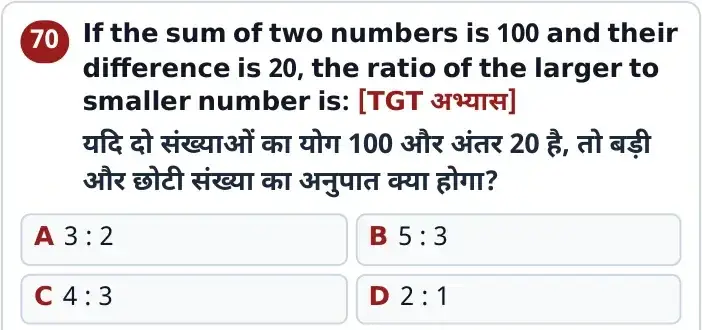 70 If the sum of two numbers is 100 and their
difference is 20, the ratio of the larger to
smaller number is: [TGT अभ्यास]
यदि दो संख्याओं का योग 100 और अंतर 20 है, तो बड़ी
और छोटी संख्या का अनुपात क्या होगा?
A 3 : 2
B 5 : 3
C 4 : 3
D 2 : 1